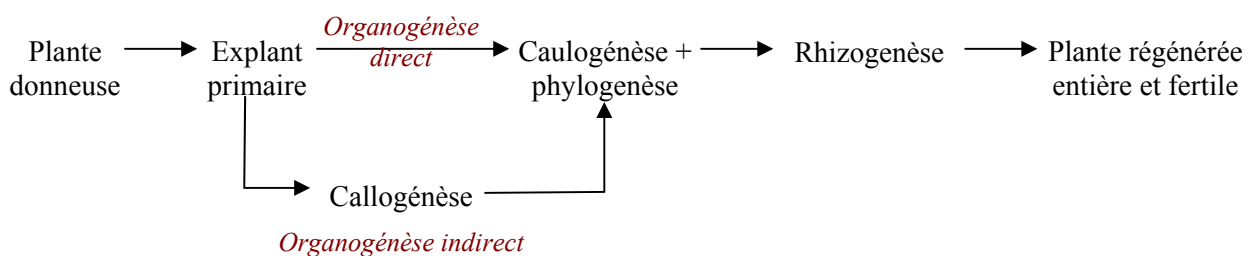 Organogénèse
direct
Plante
donneuse
Explant
primaire
Caulogénèse +
phylogenèse
Rhizogenèse
Plante régénérée
entière et fertile
Callogénèse
Organogénèse indirect